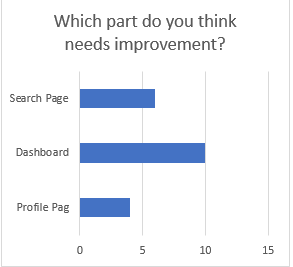 Which part do you think
needs improvement?
Search Page
Dashboard
Profile Pag
0 5 10 15